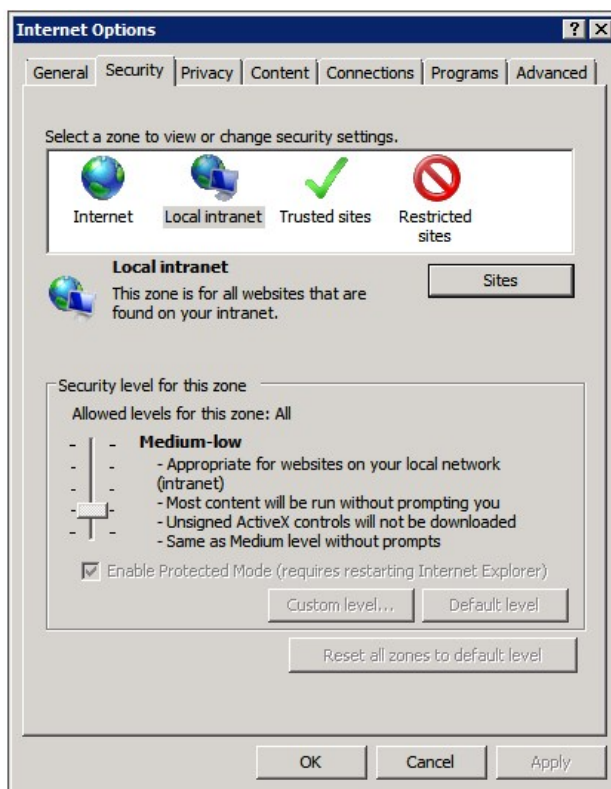 Internet Options
General Security Privacy Content Connections Programs Advanced
Select a zone to view or change security settings.
Internet Local intranet Trusted sites Restricted
sites
Local intranet
Sites
This zone is for all websites that are
found on your intranet.
Security level for this zone
Allowed levels for this zone: All
Medium-low
- Appropriate for websites on your local network
(intranet)
- Most content will be run without prompting you
- Unsigned ActiveX controls will not be downloaded
- Same as Medium level without prompts
Enable Protected Mode (requires restarting Internet Explorer)
Custom level... Default level
Reset all zones to default level
OK Cancel Apply